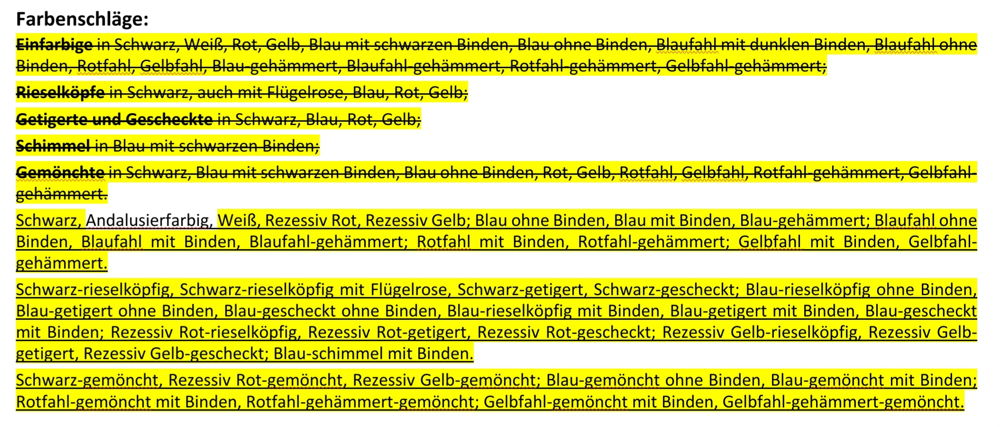 Farbenschläge:
Einfarbige in Schwarz, Weiß, Rot, Gelb, Blau mit schwarzen Binden, Blau ohne Binden, Blaufahl mit dunklen Binden, Blaufahl ohne
Binden, Rotfahl, Gelbfahl, Blau-gehämmert, Blaufahl-gehämmert, Rotfahl-gehämmert, Gelbfahl-gehämmert;
Rieselköpfe in Schwarz, auch mit Flügelrose, Blau, Rot, Gelb;
Getigerte und Gescheckte in Schwarz, Blau, Rot, Gelb;
Schimmel in Blau mit schwarzen Binden;
Gemönchte in Schwarz, Blau mit schwarzen Binden, Blau ohne Binden, Rot, Gelb, Rotfahl, Gelbfahl, Rotfahl-gehämmert, Gelbfahl-
gehämmert.
Schwarz, Andalusierfarbig, Weiß, Rezessiv Rot, Rezessiv Gelb; Blau ohne Binden, Blau mit Binden, Blau-gehämmert; Blaufahl ohne
Binden, Blaufahl mit Binden, Blaufahl-gehämmert; Rotfahl mit Binden, Rotfahl-gehämmert; Gelbfahl mit Binden, Gelbfahl-
gehämmert.
Schwarz-rieselköpfig, Schwarz-rieselköpfig mit Flügelrose, Schwarz-getigert, Schwarz-gescheckt; Blau-rieselköpfig ohne Binden,
Blau-getigert ohne Binden, Blau-gescheckt ohne Binden, Blau-rieselköpfig mit Binden, Blau-getigert mit Binden, Blau-gescheckt
mit Binden; Rezessiv Rot-rieselköpfig, Rezessiv Rot-getigert, Rezessiv Rot-gescheckt; Rezessiv Gelb-rieselköpfig, Rezessiv Gelb-
getigert, Rezessiv Gelb-gescheckt; Blau-schimmel mit Binden.
Schwarz-gemöncht, Rezessiv Rot-gemöncht, Rezessiv Gelb-gemöncht; Blau-gemöncht ohne Binden, Blau-gemöncht mit Binden;
Rotfahl-gemöncht mit Binden, Rotfahl-gehämmert-gemöncht; Gelbfahl-gemöncht mit Binden, Gelbfahl-gehämmert-gemöncht.